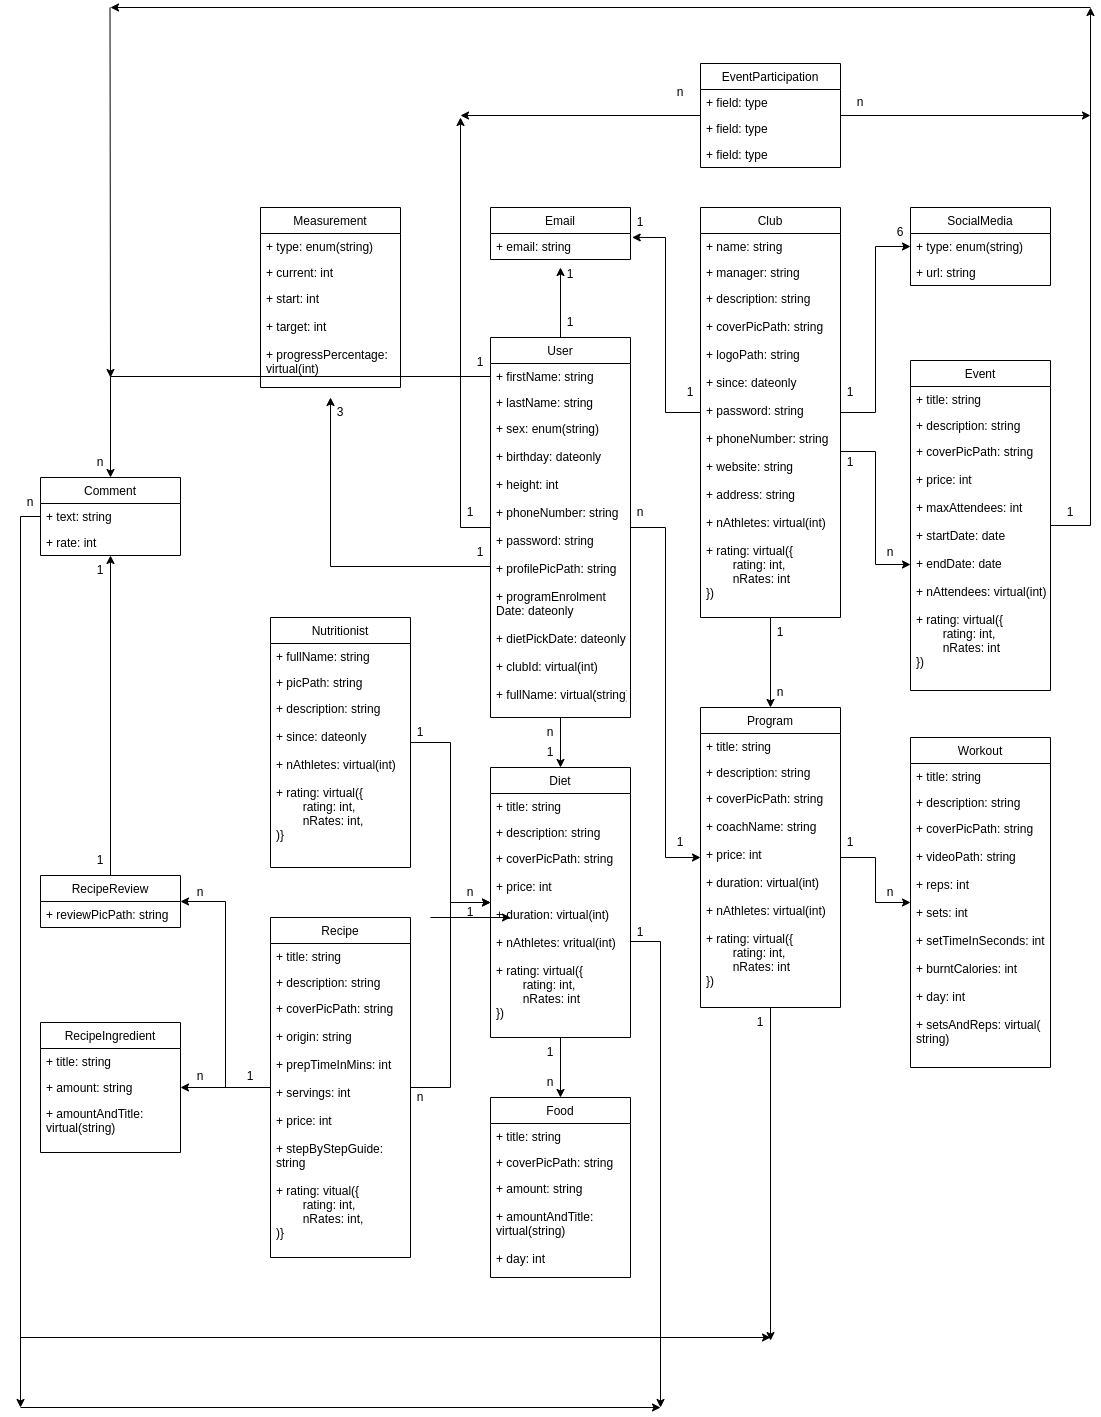 EventParticipation
+ field: type
+ field: type
+ field: type
n
n
Measurement
+ type: enum(string)
+ current: int
+ start: int
+ target: int
+ progressPercentage:
virtual(int)
3
Email
+ email: string
1
1
1
Club
+ name: string
+ manager: string
+ description: string
+ coverPicPath: string
+ logoPath: string
+ since: dateonly
+ password: string
+ phoneNumber: string
+ website: string
+ address: string
+ nAthletes: virtual(int)
+ rating: virtual({
rating: int,
nRates: int
})
1
1
1
1
n
SocialMedia
+ type: enum(string)
+ url: string
6
User
+ firstName: string
+ lastName: string
+ sex: enum(string)
+ birthday: dateonly
+ height: int
+ phoneNumber: string
+ password: string
+ profilePicPath: string
+ programEnrolment
Date: dateonly
+ dietPickDate: dateonly
+ clubId: virtual(int)
+ fullName: virtual(string
1
1
1
n
n
1
Event
+ title: string
+ description: string
+ coverPicPath: string
+ price: int
+ maxAttendees: int
+ startDate: date
+ endDate: date
+ nAttendees: virtual(int)
+ rating: virtual({
rating: int,
nRates: int
})
n
1
n
Comment
+ text: string
+ rate: int
n
1
Nutritionist
+ fullName: string
+ picPath: string
+ description: string
+ since: dateonly
+ nAthletes: virtual(int)
+ rating: virtual({
rating: int,
nRates: int,
)}
1
Program
+ title: string
+ description: string
+ coverPicPath: string
+ coachName: string
+ price: int
+ duration: virtual(int)
+ nAthletes: virtual(int)
+ rating: virtual({
rating: int,
nRates: int
})
1
1
1
Workout
+ title: string
+ description: string
+ coverPicPath: string
+ videoPath: string
+ reps: int
+ sets: int
+ setTimeInSeconds: int
+ burntCalories: int
+ day: int
+ setsAndReps: virtual(
string)
n
Diet
+ title: string
+ description: string
+ coverPicPath: string
+ price: int
+ duration: virtual(int)
+ nAthletes: vritual(int)
+ rating: virtual({
rating: int,
nRates: int
})
n
1
1
1
n
RecipeReview
+ reviewPicPath: string
1
n
Recipe
+ title: string
+ description: string
+ coverPicPath: string
+ origin: string
+ prepTimeInMins: int
+ servings: int
+ price: int
+ stepByStepGuide:
string
+ rating: vitual({
rating: int,
nRates: int,
)}
1
n
RecipeIngredient
+ title: string
+ amount: string
+ amountAndTitle:
virtual(string)
n
Food
+ title: string
+ coverPicPath: string
+ amount: string
+ amountAndTitle:
virtual(string)
+ day: int